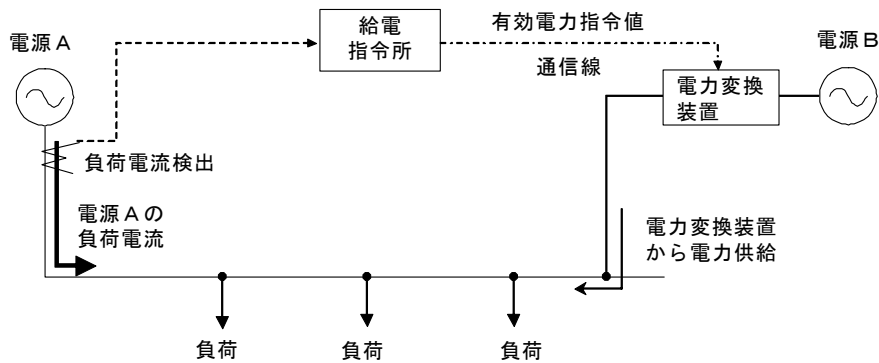 電源A
給電
指令所
有効電力指令値
通信線
電源B
電力変換
装置
負荷電流検出
電源Aの
負荷電流
電力変換装置
から電力供給
負荷
負荷
負荷